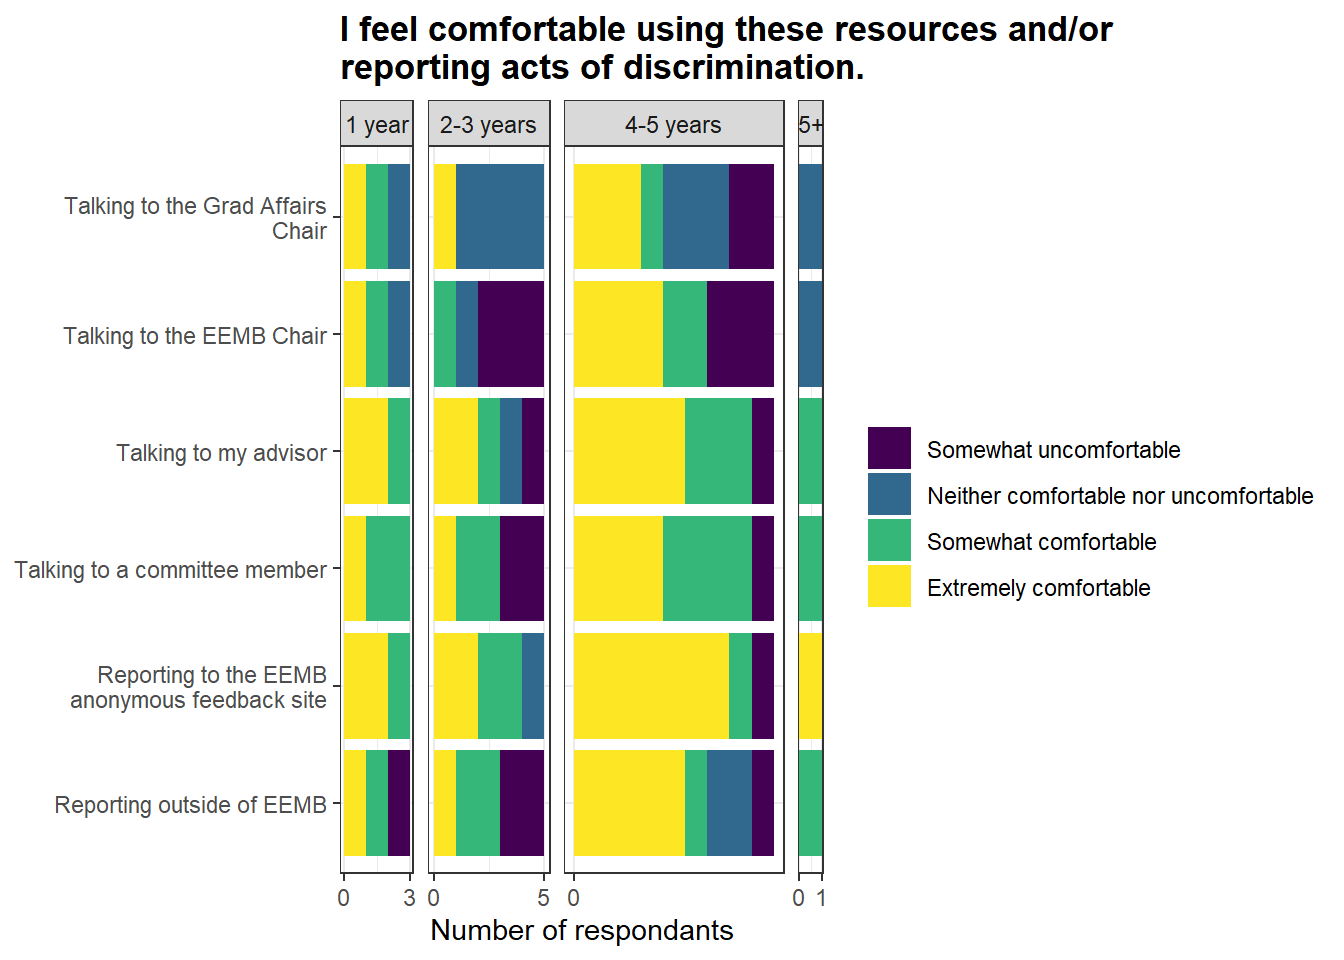 I feel comfortable using these resources and/or
reporting acts of discrimination.
1 year
2-3 years
4-5 years
5+
Talking to the Grad Affairs
Chair
Talking to the EEMB Chair
Talking to my advisor
Talking to a committee member
Reporting to the EEMB
anonymous feedback site
Reporting outside of EEMB
Somewhat uncomfortable
Neither comfortable nor uncomfortable
Somewhat comfortable
Extremely comfortable
0 3 0 5 0 0 1
Number of respondants